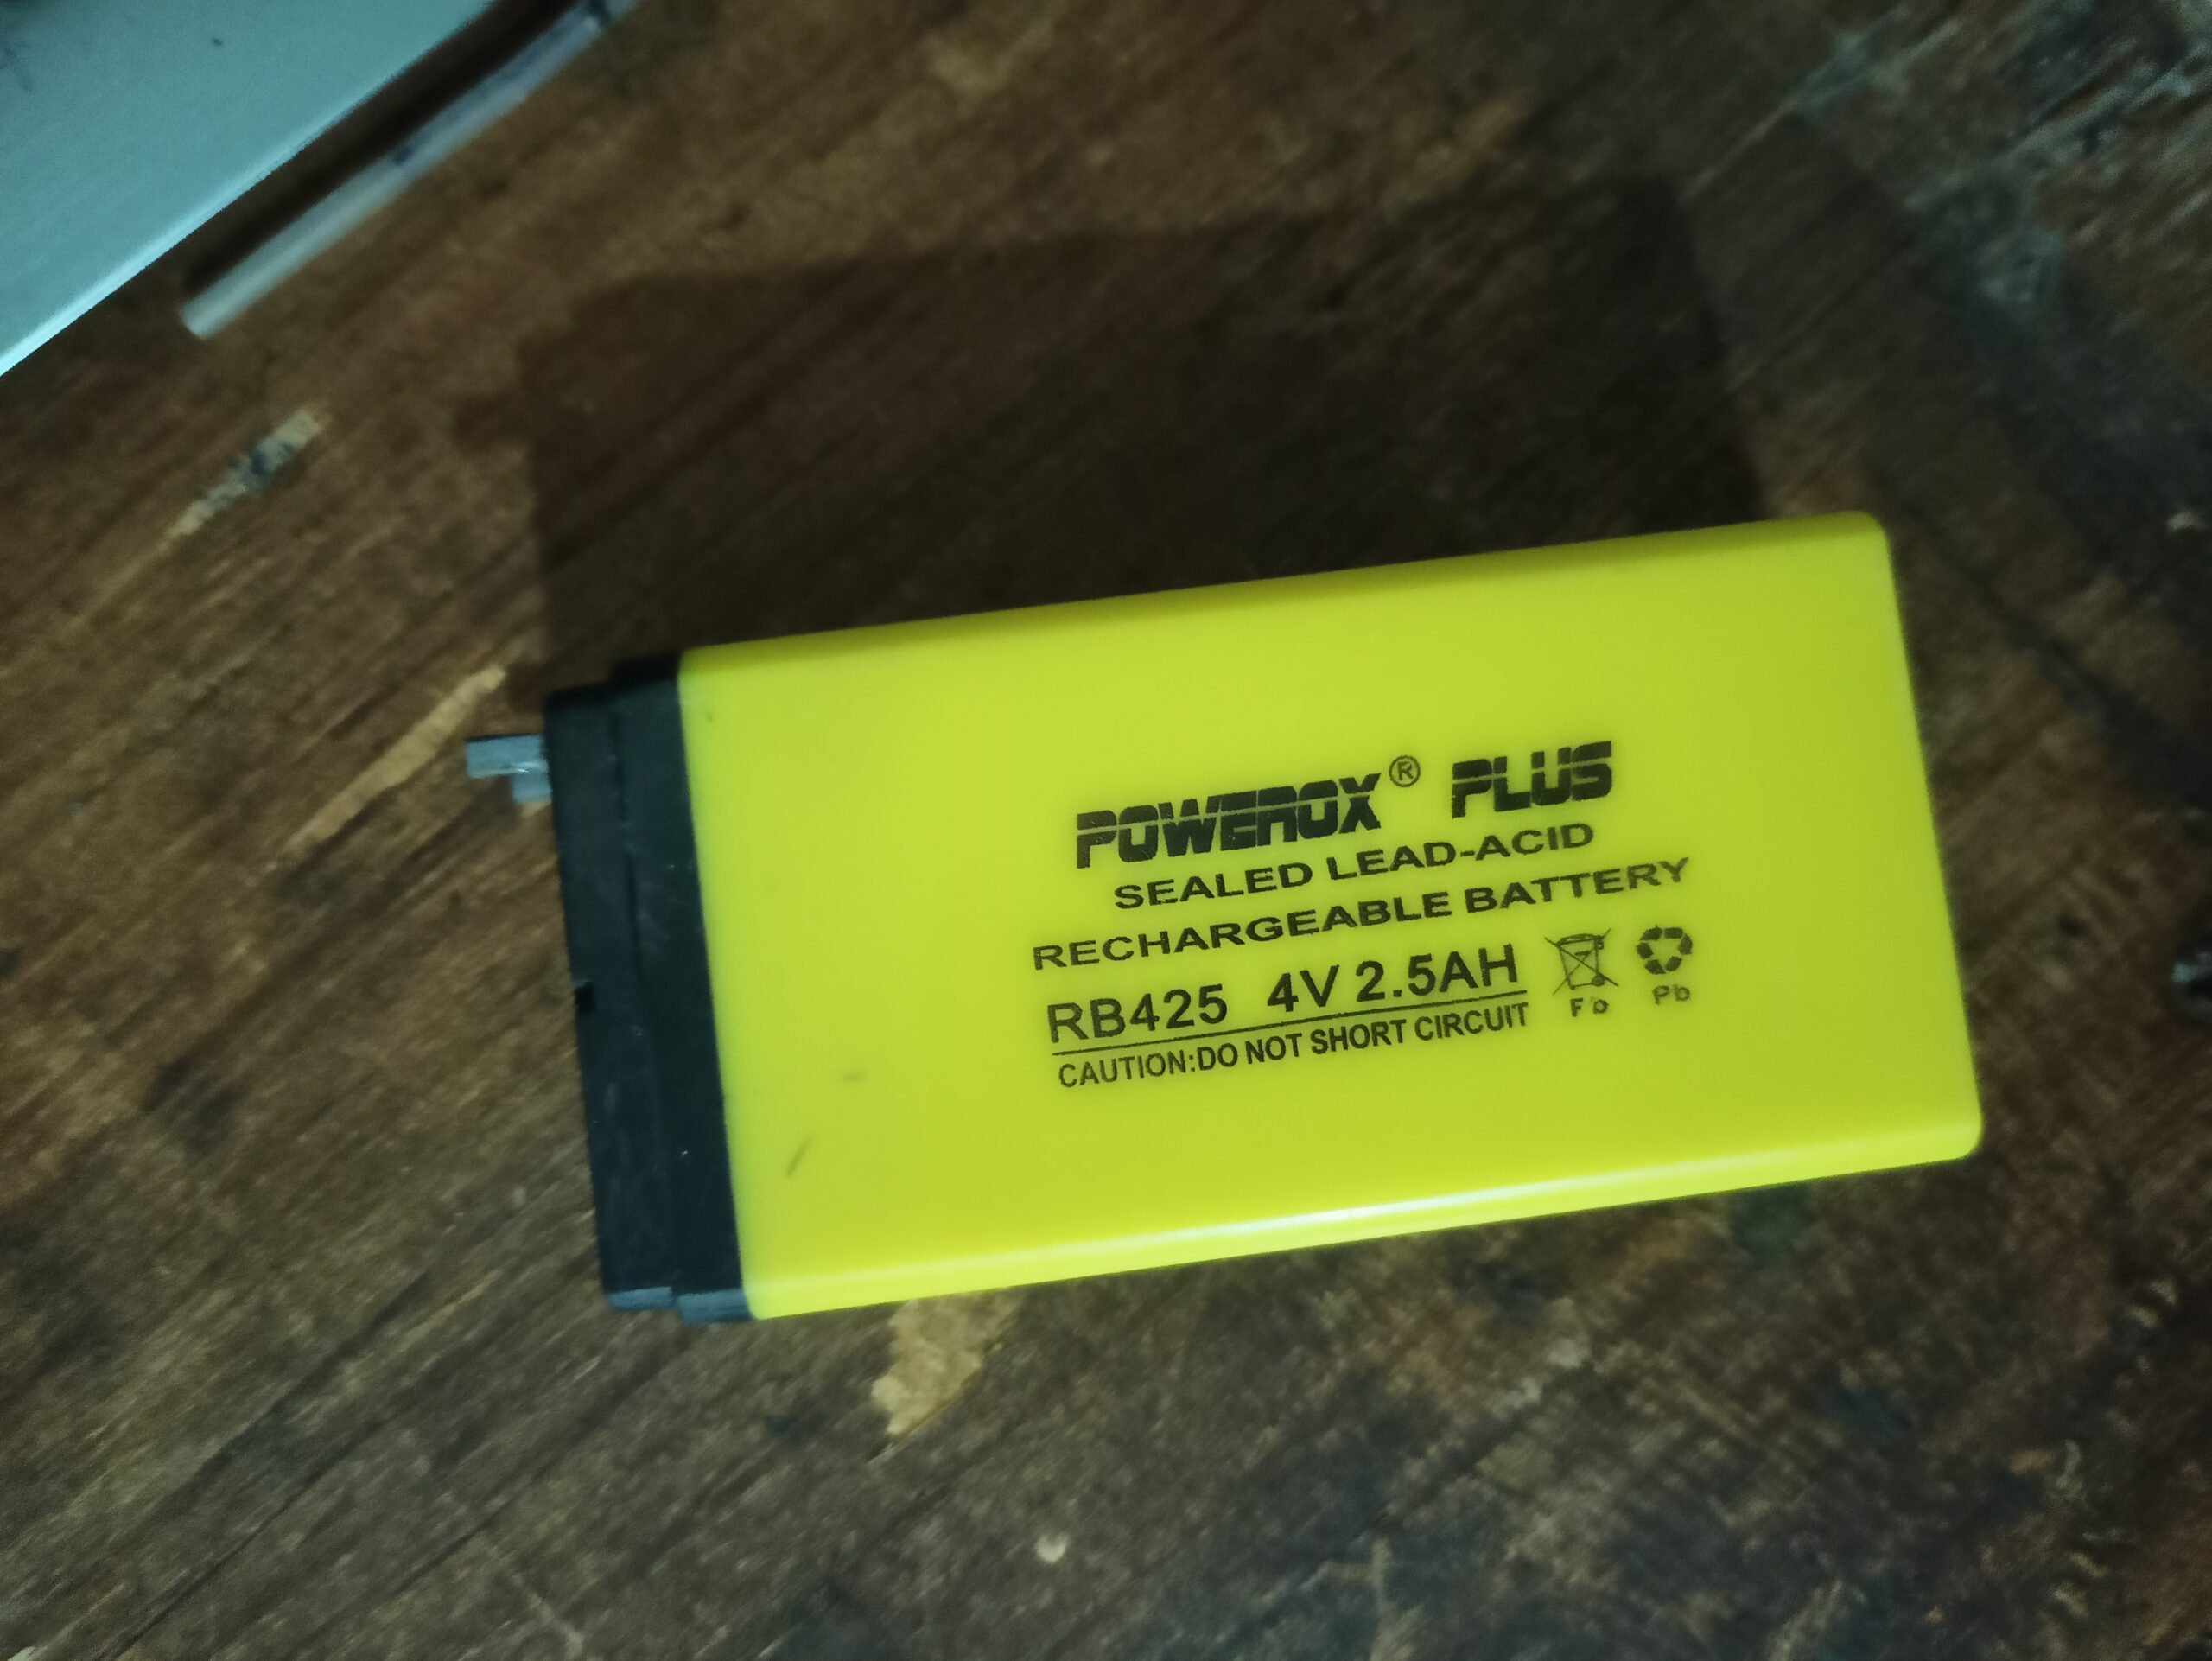 POWEROX® PLUS
SEALED LEAD-ACID
RECHARGEABLE BATTERY
RB425 4V 2.5AH
CAUTION:DO NOT SHORT CIRCUIT
Pb Pb